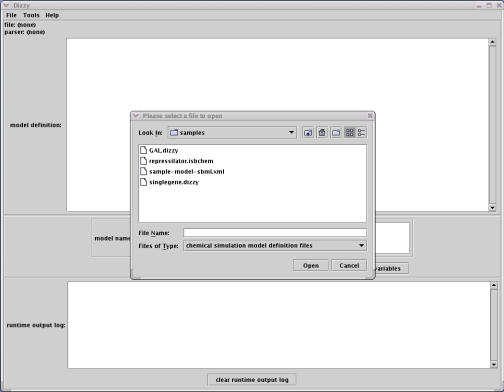 Dizzy
File Tools Help
file: (none)
parser: (none)
model definition:
Please select a file to open
Look In: samples
GAL.dizzy
repressilator.isbchem
sample-model-sbml.xml
singlegene.dizzy
File Name:
Files of Type: chemical simulation model definition files
Open Cancel
model name
ariables
runtime output log:
clear runtime output log